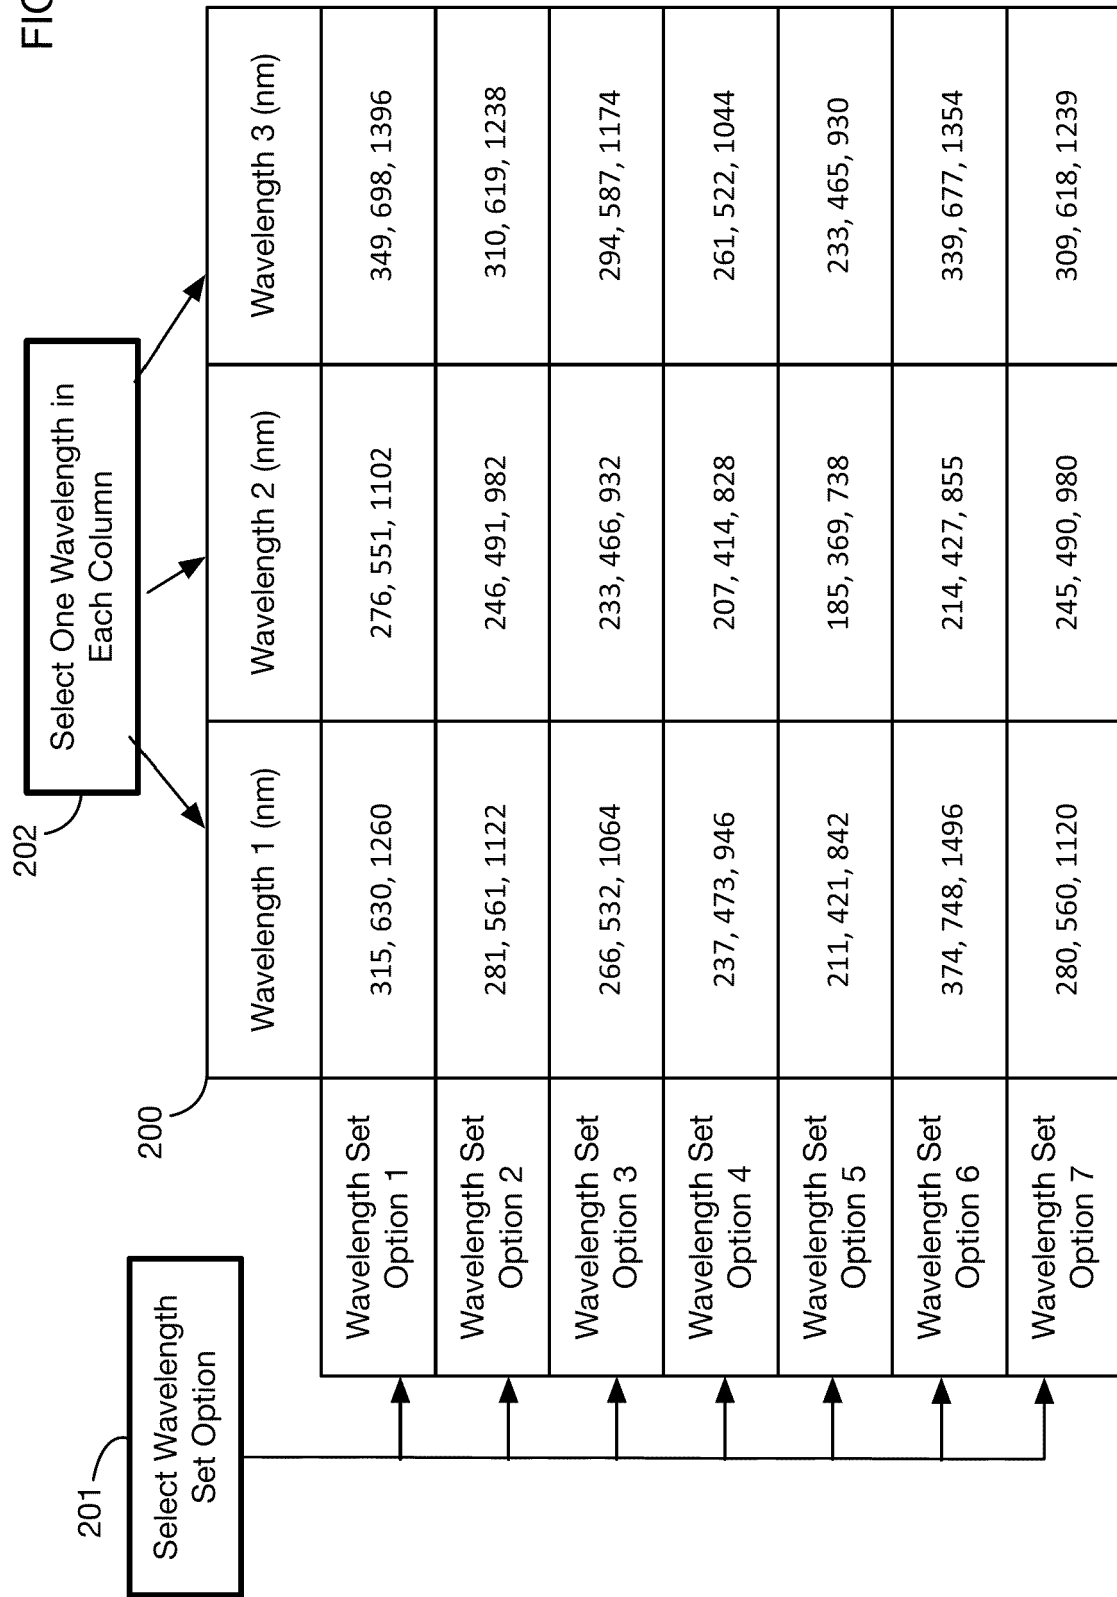 FIG
202
Select One Wavelength in
Each Column
201
Select Wavelength
Set Option
200
Wavelength 1 (nm)
Wavelength 2 (nm)
Wavelength 3 (nm)
Wavelength Set
Option 1
315, 630, 1260
276, 551, 1102
349, 698, 1396
Wavelength Set
Option 2
281, 561, 1122
246, 491, 982
310, 619, 1238
Wavelength Set
Option 3
266, 532, 1064
233, 466, 932
294, 587, 1174
Wavelength Set
Option 4
237, 473, 946
207, 414, 828
261, 522, 1044
Wavelength Set
Option 5
211, 421, 842
185, 369, 738
233, 465, 930
Wavelength Set
Option 6
374, 748, 1496
214, 427, 855
339, 677, 1354
Wavelength Set
Option 7
280, 560, 1120
245, 490, 980
309, 618, 1239